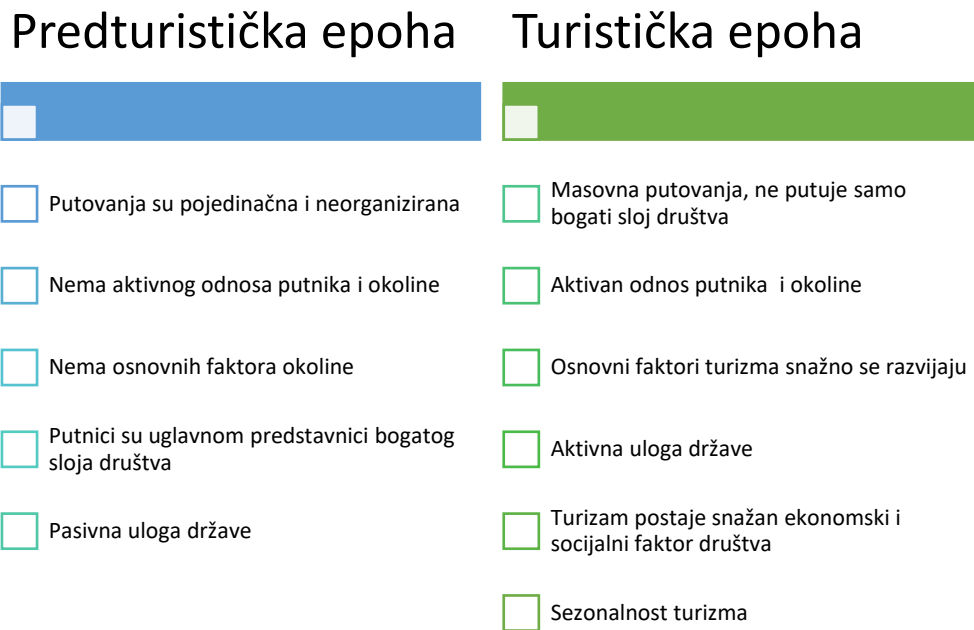 Predturistička epoha
Putovanja su pojedinačna i neorganizirana
Nema aktivnog odnosa putnika i okoline
Nema osnovnih faktora okoline
Putnici su uglavnom predstavnici bogatog
sloja društva
Pasivna uloga države
Turistička epoha
Masovna putovanja, ne putuje samo
bogati sloj društva
Aktivan odnos putnika  i okoline
Osnovni faktori turizma snažno se razvijaju
Aktivna uloga države
Turizam postaje snažan ekonomski i
socijalni faktor društva
Sezonalnost turizma